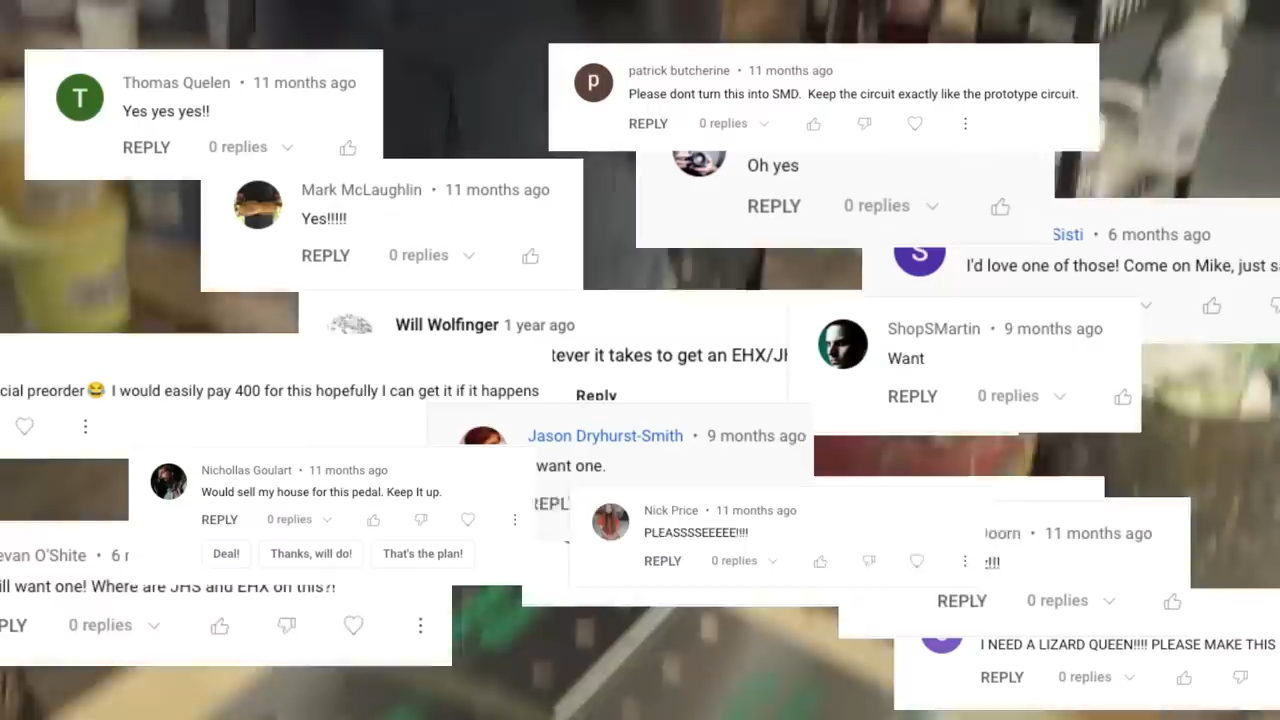 T
Thomas Quelen • 11 months ago
Yes yes yes!!
REPLY 0 replies
p
patrick butcherine • 11 months ago
Please dont turn this into SMD. Keep the circuit exactly like the prototype circuit.
REPLY 0 replies
Oh yes
REPLY 0 replies
Mark McLaughlin • 11 months ago
Yes!!!!!
REPLY 0 replies
S
Sisti • 6 months ago
I'd love one of those! Come on Mike, just s
Will Wolfinger 1 year ago
tever it takes to get an EHX/JH
Reply
ShopSMartin • 9 months ago
Want
REPLY 0 replies
cial preorder😂 I would easily pay 400 for this hopefully I can get it if it happens
Jason Dryhurst-Smith • 9 months ago
want one.
REPL
Nichollas Goulart • 11 months ago
Would sell my house for this pedal. Keep It up.
REPLY 0 replies
Deal! Thanks, will do! That's the plan!
Nick Price • 11 months ago
PLEASSSSEEEEE!!!!
REPLY 0 replies
oorn • 11 months ago
!!!
REPLY 0 replies
evan O'Shite • 6 r
ill want one! Where are JHS and EHX on this?!
PLY 0 replies
I NEED A LIZARD QUEEN!!!! PLEASE MAKE THIS
REPLY 0 replies